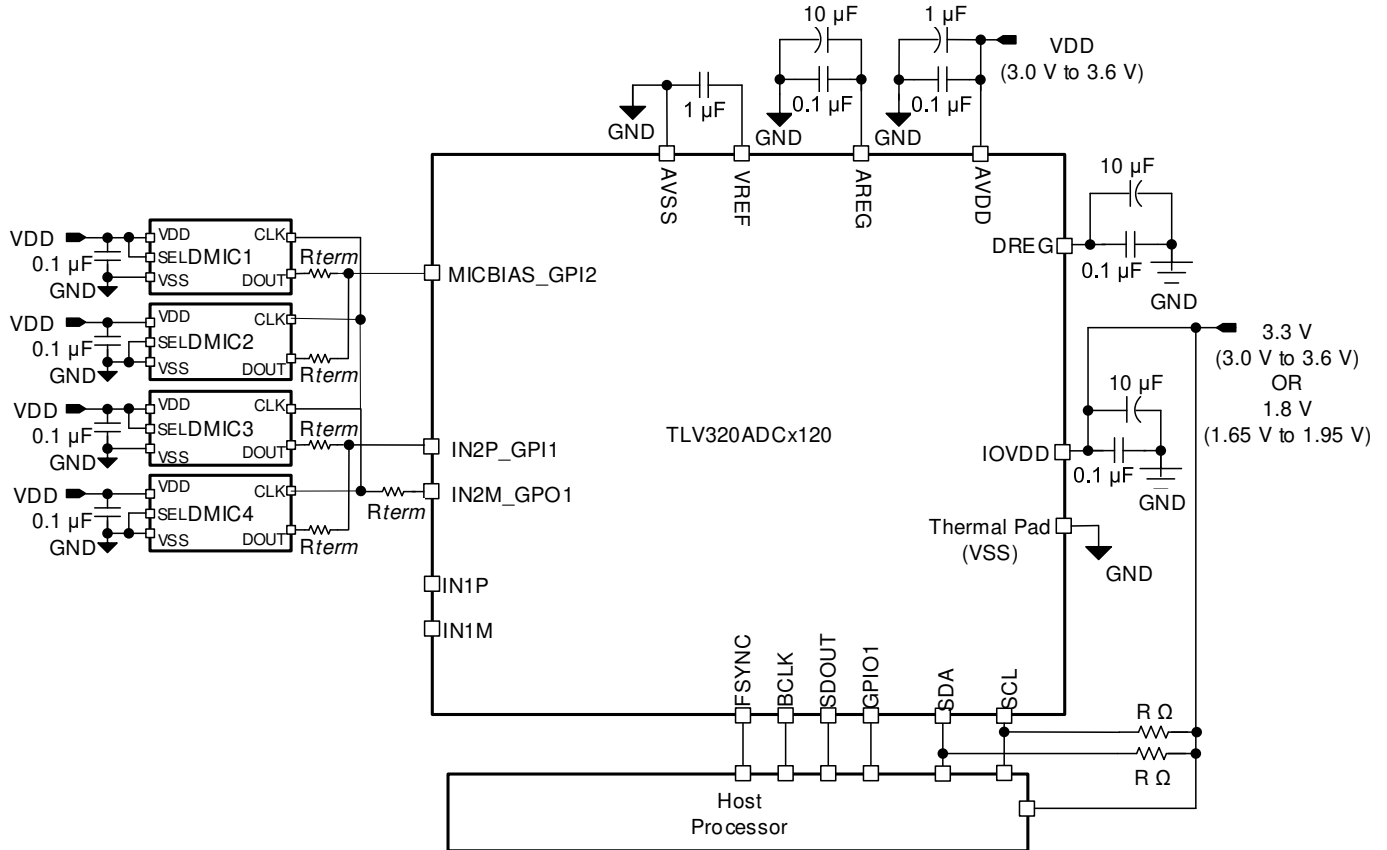 10 µF
1 µF
VDD
(3.0 V to 3.6 V)
1 µF
0.1 µF
0.1 µF
GND
GND
GND
AVSS
VREF
AREG
AVDD
10 µF
DREG
0.1 µF
GND
VDD
0.1 µF
GND
VDD
SEL
VSS
DMIC1
CLK
DOUT
Rterm
MICBIAS_GPI2
VDD
0.1 µF
GND
VDD
SEL
VSS
DMIC2
CLK
DOUT
Rterm
3.3 V
(3.0 V to 3.6 V)
OR
1.8 V
(1.65 V to 1.95 V)
10 µF
IOVDD
0.1 µF
GND
VDD
0.1 µF
GND
VDD
SEL
VSS
DMIC3
CLK
DOUT
Rterm
IN2P_GPI1
TLV320ADCx120
VDD
0.1 µF
GND
VDD
SEL
VSS
DMIC4
CLK
DOUT
Rterm
Rterm
IN2M_GPO1
Thermal Pad
(VSS)
GND
IN1P
IN1M
FSYNC
BCLK
SDOUT
GPIO1
SDA
SCL
R Ω
R Ω
Host
Processor